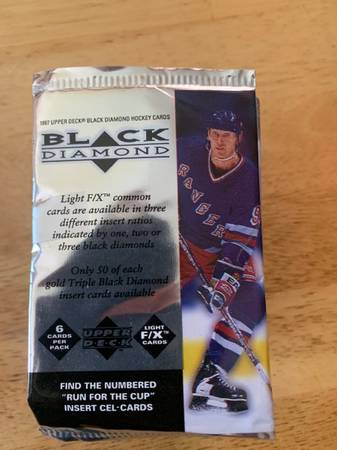 1997 UPPER DECK® BLACK DIAMOND HOCKEY CARDS
BLACK
DIAMOND
Light F/X™ common
cards are available in three
different insert ratios
indicated by one, two or
three black diamonds
Only 50 of each
gold Triple Black Diamond
insert cards available
6
CARDS
PER
PACK
UPPER
DECK
LIGHT
F/X™
CARDS
FIND THE NUMBERED
"RUN FOR THE CUP"
INSERT CEL-CARDS
RANGERS
9